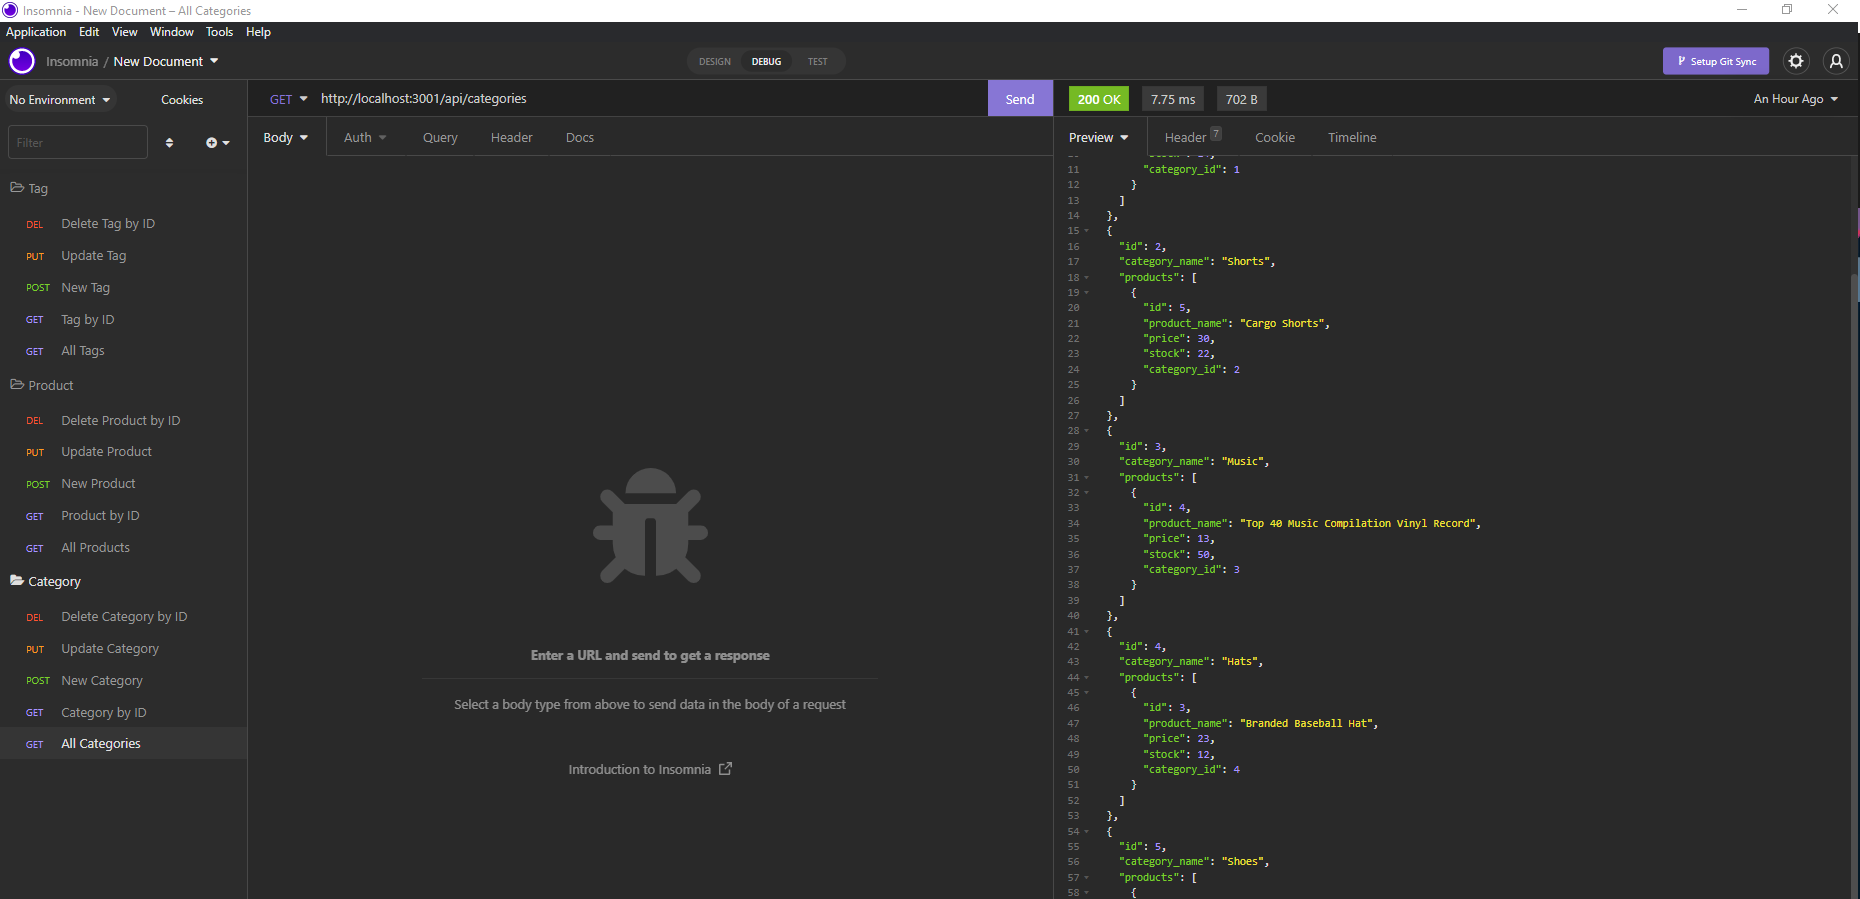 Insomnia - New Document – All Categories
Application Edit View Window Tools Help
Insomnia / New Document
DESIGN DEBUG TEST
Setup Git Sync
No Environment Cookies
GET http://localhost:3001/api/categories Send
200 OK 7.75 ms 702 B An Hour Ago
Filter
Body Auth Query Header Docs
Preview Header 7 Cookie Timeline
Tag
DEL Delete Tag by ID
PUT Update Tag
POST New Tag
GET Tag by ID
GET All Tags
Product
DEL Delete Product by ID
PUT Update Product
POST New Product
GET Product by ID
GET All Products
Category
DEL Delete Category by ID
PUT Update Category
POST New Category
GET Category by ID
GET All Categories
Enter a URL and send to get a response
Select a body type from above to send data in the body of a request
Introduction to Insomnia
11 "category_id": 1
12 }
13 ]
14 },
15 {
16 "id": 2,
17 "category_name": "Shorts",
18 "products": [
19 {
20 "id": 5,
21 "product_name": "Cargo Shorts",
22 "price": 30,
23 "stock": 22,
24 "category_id": 2
25 }
26 ]
27 },
28 {
29 "id": 3,
30 "category_name": "Music",
31 "products": [
32 {
33 "id": 4,
34 "product_name": "Top 40 Music Compilation Vinyl Record",
35 "price": 13,
36 "stock": 50,
37 "category_id": 3
38 }
39 ]
40 },
41 {
42 "id": 4,
43 "category_name": "Hats",
44 "products": [
45 {
46 "id": 3,
47 "product_name": "Branded Baseball Hat",
48 "price": 23,
49 "stock": 12,
50 "category_id": 4
51 }
52 ]
53 },
54 {
55 "id": 5,
56 "category_name": "Shoes",
57 "products": [
58 {